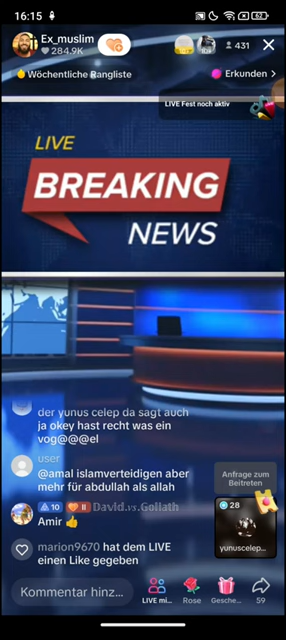 16:15
62
Ex_muslim
284.9K
431
Wöchentliche Rangliste
Erkunden >
LIVE Fest noch aktiv
LIVE
BREAKING
NEWS
der yunus celep da sagt auch
ja okey hast recht was ein
vog@@@el
user
@amal islamverteidigen aber
mehr für abdullah als allah
Anfrage zum
Beitreten
28
10 II David.vs.Goliath
Amir 👍
yunuscelep...
marion9670 hat dem LIVE
einen Like gegeben
Kommentar hinz...
LIVE mi...
Rose
Gesche...
59